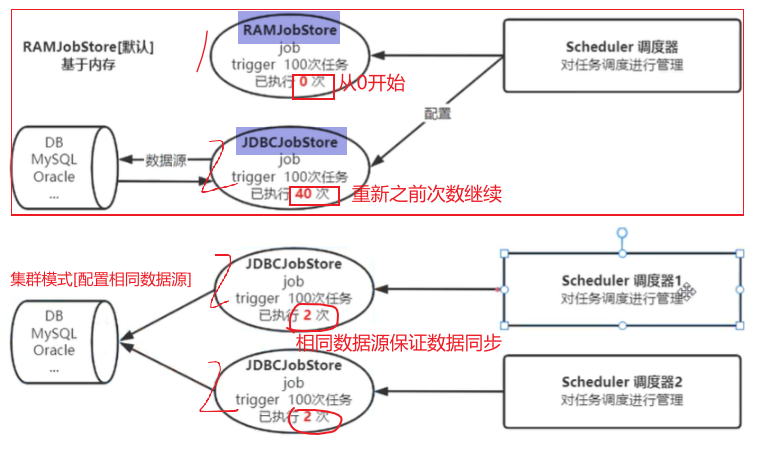 RAMJobStore[默认]
基于内存
RAMJobStore
job
trigger 100次任务
已执行 0 次
从0开始
Scheduler 调度器
对任务调度进行管理
配置
DB
MySQL
Oracle
...
数据源
JDBCJobStore
job
trigger 100次任务
已执行 40 次
重新之前次数继续
集群模式[配置相同数据源]
DB
MySQL
Oracle
...
JDBCJobStore
job
trigger 100次任务
已执行 2 次
Scheduler 调度器1
对任务调度进行管理
相同数据源保证数据同步
JDBCJobStore
job
trigger 100次任务
已执行 2 次
Scheduler 调度器2
对任务调度进行管理